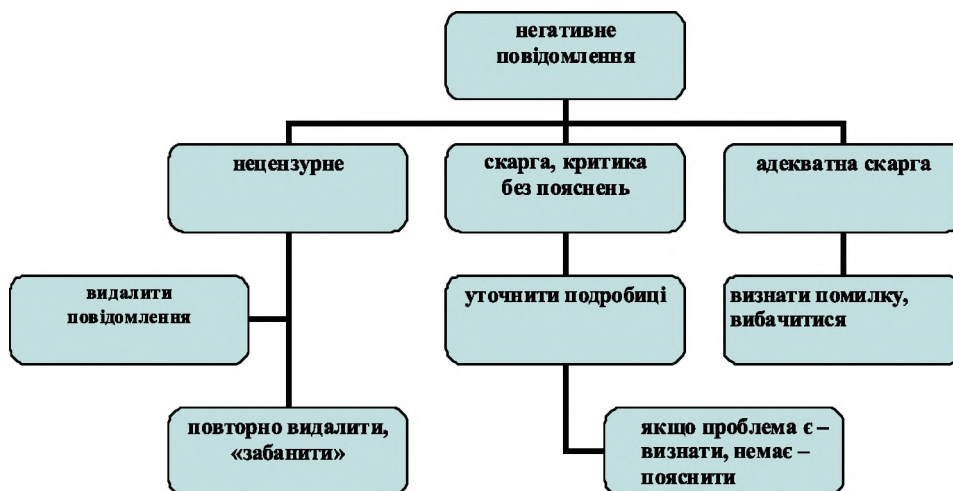 негативне
повідомлення
нецензурне
скарга, критика
без пояснень
адекватна скарга
видалити
повідомлення
уточнити подробиці
визнати помилку,
вибачитися
повторно видалити,
«забанити»
якщо проблема є –
визнати, немає –
пояснити